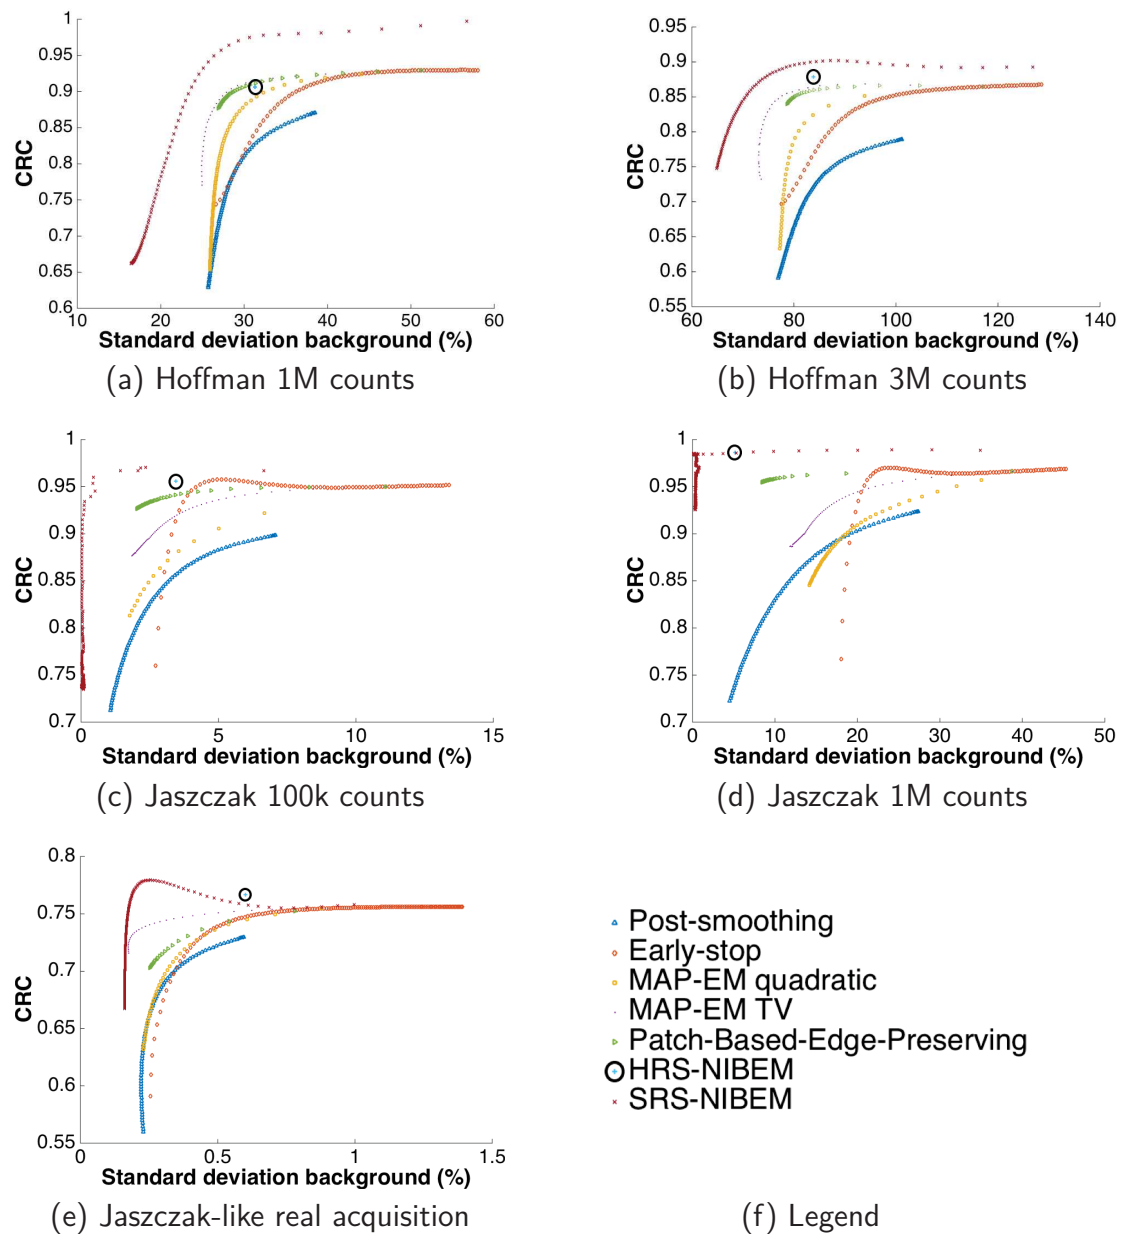 1
0.95
0.9
0.85
0.8
0.75
0.7
0.65
0.6
CRC
10 20 30 40 50 60
Standard deviation background (%)
(a) Hoffman 1M counts
0.95
0.9
0.85
0.8
0.75
0.7
0.65
0.6
0.55
CRC
60 80 100 120 140
Standard deviation background (%)
(b) Hoffman 3M counts
1
0.95
0.9
0.85
0.8
0.75
0.7
CRC
0 5 10 15
Standard deviation background (%)
(c) Jaszczak 100k counts
1
0.95
0.9
0.85
0.8
0.75
0.7
CRC
0 10 20 30 40 50
Standard deviation background (%)
(d) Jaszczak 1M counts
0.8
0.75
0.7
0.65
0.6
0.55
CRC
0 0.5 1 1.5
Standard deviation background (%)
(e) Jaszczak-like real acquisition
Post-smoothing
Early-stop
MAP-EM quadratic
MAP-EM TV
Patch-Based-Edge-Preserving
HRS-NIBEM
SRS-NIBEM
(f) Legend